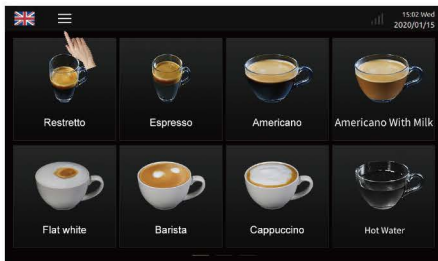 15:02 Wed
2020/01/15
Restretto
Espresso
Americano
Americano With Milk
Flat white
Barista
Cappuccino
Hot Water